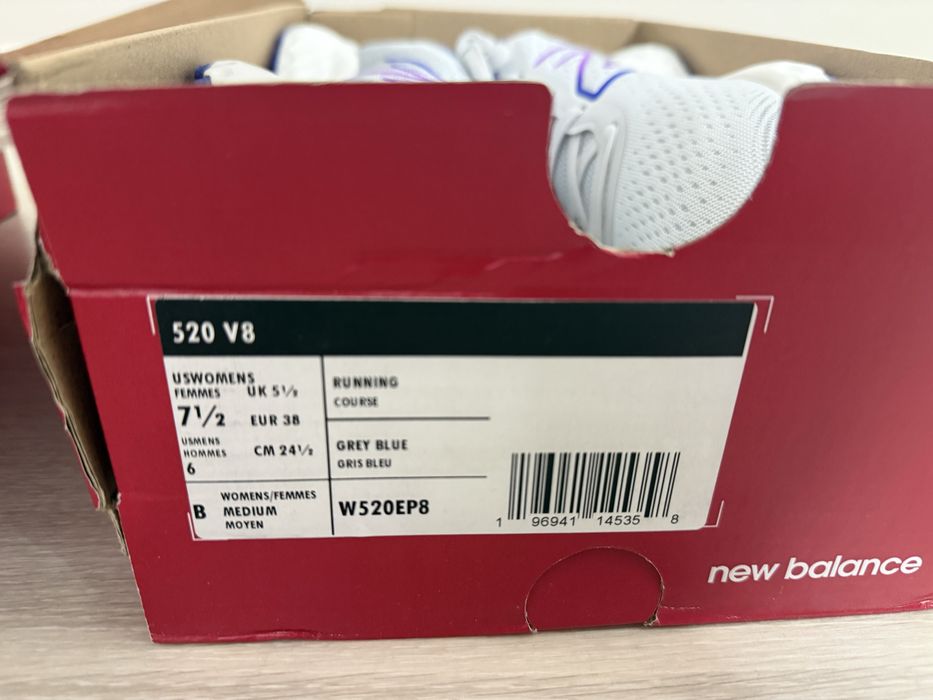 520 V8
USWOMENS
FEMMES UK 5½
7½ EUR 38
USMENS
HOMMES CM 24½
6
B WOMENS/FEMMES
MEDIUM
MOYEN
RUNNING
COURSE
GREY BLUE
GRIS BLEU
W520EP8
1 96941 14535 8
new balance